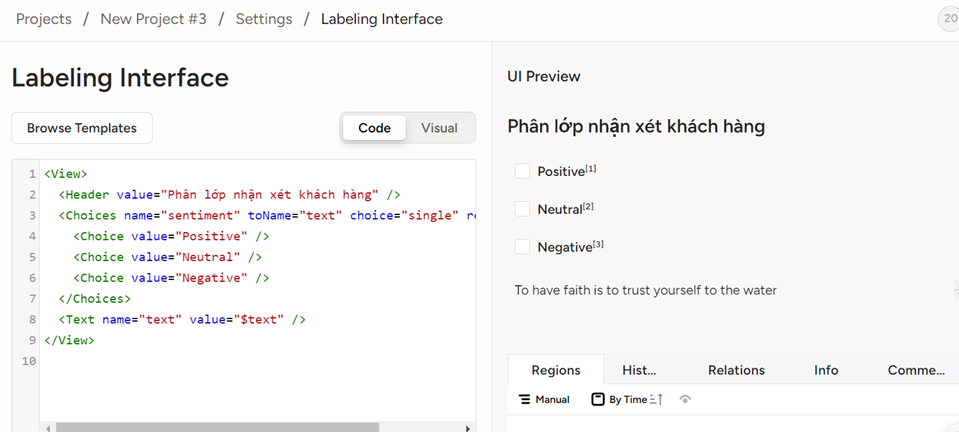 Projects / New Project #3 / Settings / Labeling Interface
20
Labeling Interface
Browse Templates
Code
Visual
1 <View>
2 <Header value="Phân lớp nhận xét khách hàng" />
3 <Choices name="sentiment" toName="text" choice="single"
4 <Choice value="Positive" />
5 <Choice value="Neutral" />
6 <Choice value="Negative" />
7 </Choices>
8 <Text name="text" value="$text" />
9 </View>
10
UI Preview
Phân lớp nhận xét khách hàng
Positive[1]
Neutral[2]
Negative[3]
To have faith is to trust yourself to the water
Regions Hist... Relations Info Comme...
Manual By Time